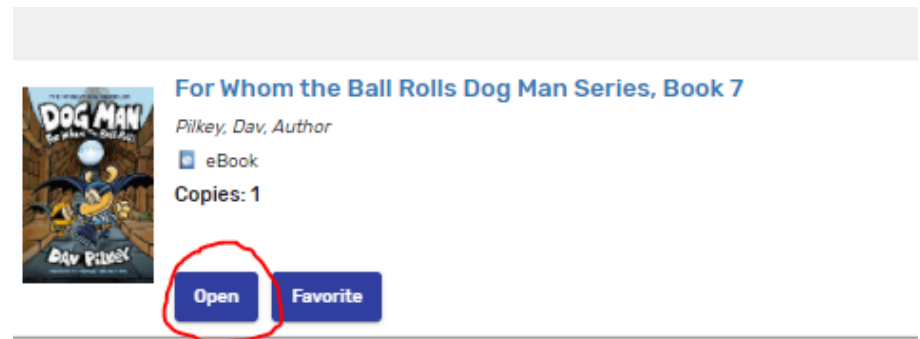 For Whom the Ball Rolls Dog Man Series, Book 7
Pilkey, Dav, Author
eBook
Copies: 1
Open Favorite
DOG MAN
For Whom the Ball Rolls
DAV PILKEY